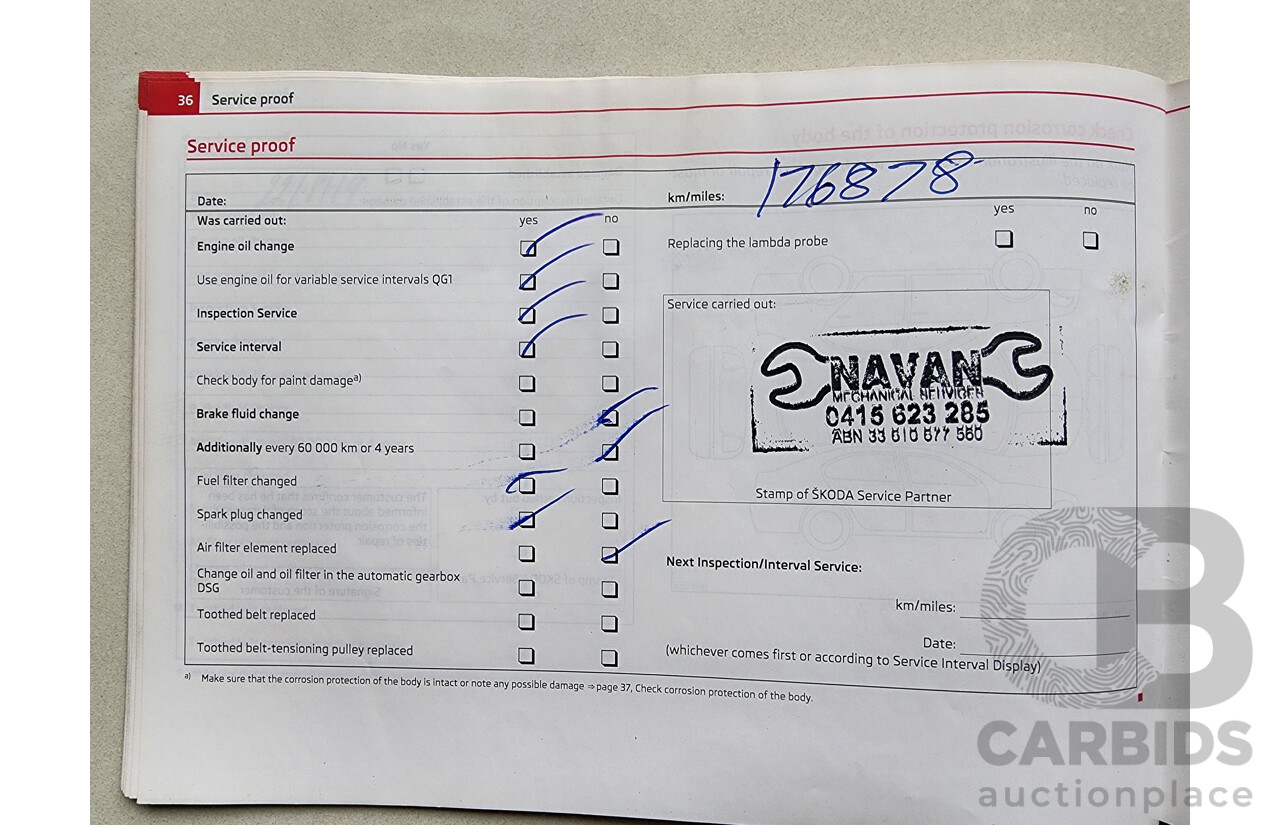 36 Service proof
Service proof
Date:
km/miles: 176878
Was carried out: yes no
Engine oil change
Use engine oil for variable service intervals QG1
Inspection Service
Service interval
Check body for paint damage a)
Brake fluid change
Additionally every 60 000 km or 4 years
Fuel filter changed
Spark plug changed
Air filter element replaced
Change oil and oil filter in the automatic gearbox
DSG
Toothed belt replaced
Toothed belt-tensioning pulley replaced
yes no
Replacing the lambda probe
Service carried out:
NAVAN
MECHANICAL SERVICES
0415 623 285
ABN 33 610 877 580
Stamp of ŠKODA Service Partner
Next Inspection/Interval Service:
km/miles:
Date:
(whichever comes first or according to Service Interval Display)
a) Make sure that the corrosion protection of the body is intact or note any possible damage ⇒ page 37, Check corrosion protection of the body.
CARBIDS
auctionplace